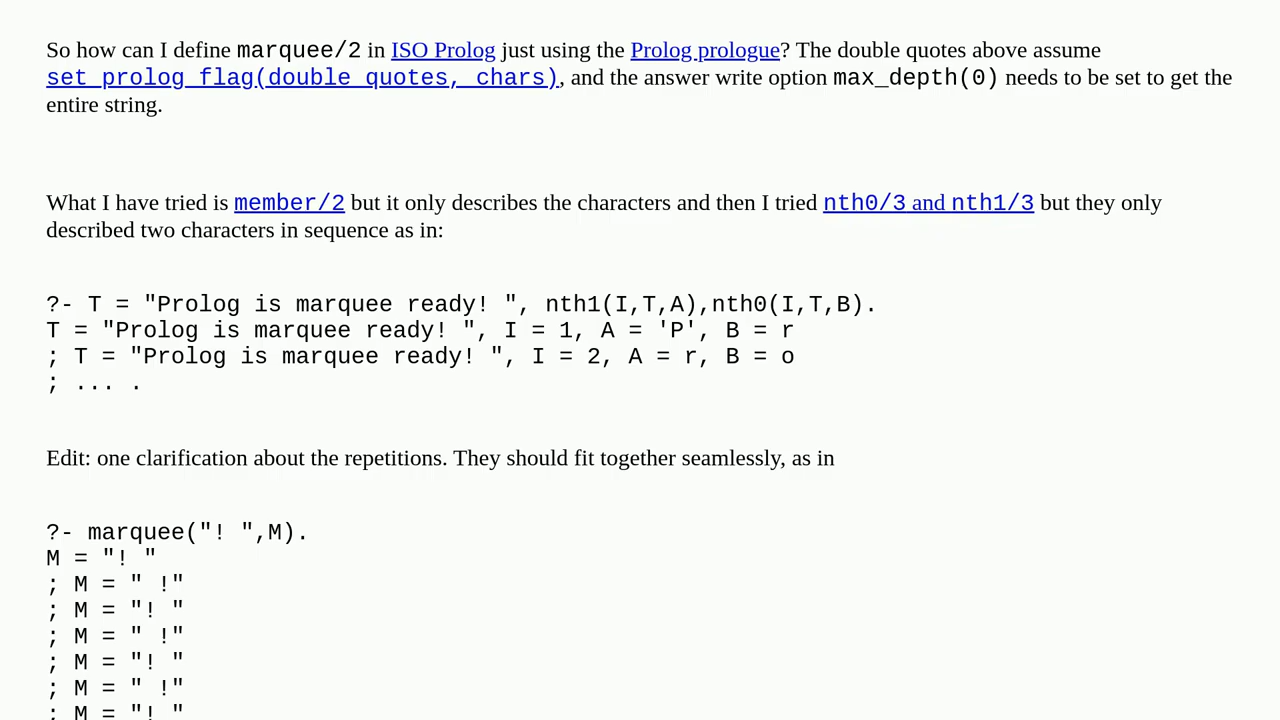 So how can I define marquee/2 in ISO Prolog just using the Prolog prologue? The double quotes above assume
set_prolog_flag(double_quotes, chars), and the answer write option max_depth(0) needs to be set to get the
entire string.
What I have tried is member/2 but it only describes the characters and then I tried nth0/3 and nth1/3 but they only
described two characters in sequence as in:
?- T = "Prolog is marquee ready! ", nth1(I,T,A),nth0(I,T,B).
T = "Prolog is marquee ready! ", I = 1, A = 'P', B = r
; T = "Prolog is marquee ready! ", I = 2, A = r, B = o
; ... .
Edit: one clarification about the repetitions. They should fit together seamlessly, as in
?- marquee("! ",M).
M = "! "
; M = " !"
; M = "! "
; M = " !"
; M = "! "
; M = " !"
; M = "! "